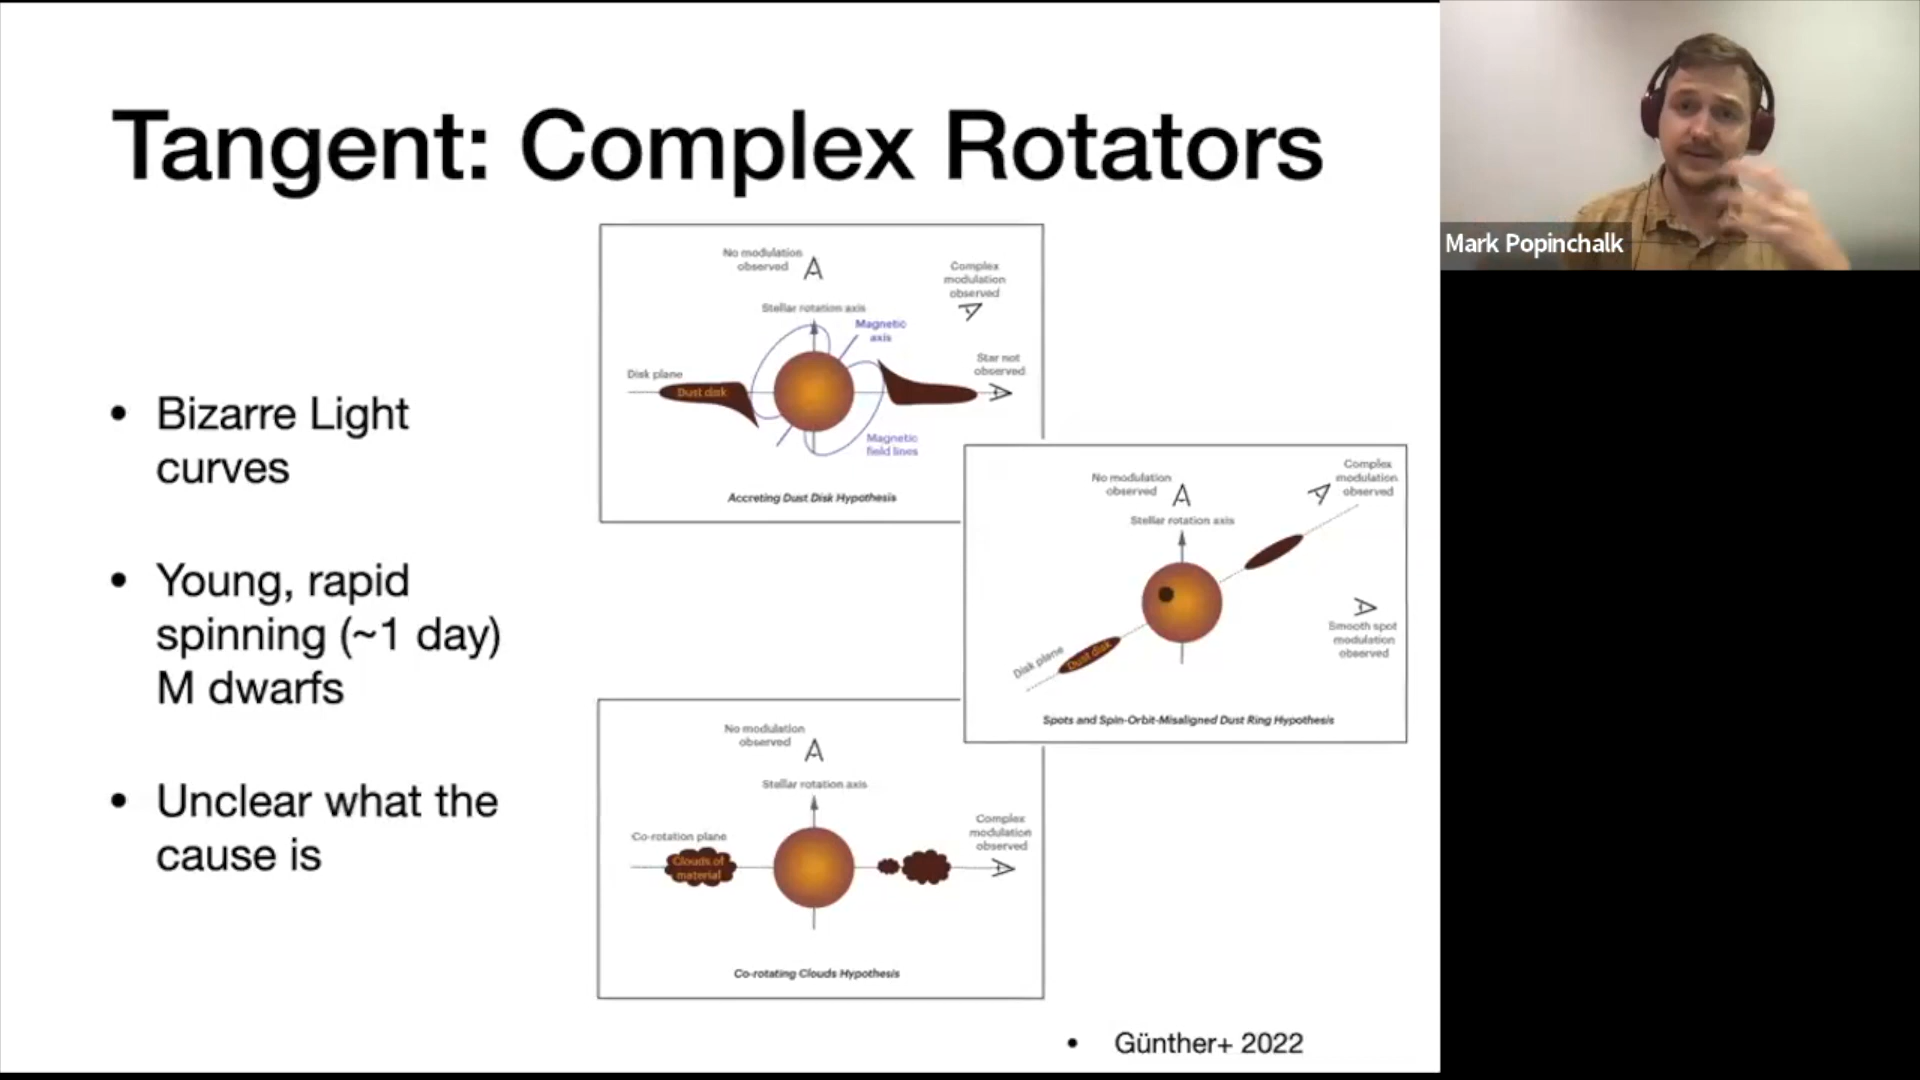 Tangent: Complex Rotators
Bizarre Light
curves
Young, rapid
spinning (~1 day)
M dwarfs
Unclear what the
cause is
No modulation
observed
Complex
modulation
observed
Stellar rotation axis
Magnetic
axis
Star not
observed
Disk plane
Dust disk
Magnetic
field lines
Accreting Dust Disk Hypothesis
No modulation
observed
Complex
modulation
observed
Stellar rotation axis
Smooth spot
modulation
observed
Disk plane
Dust disk
Spots and Spin-Orbit-Misaligned Dust Ring Hypothesis
No modulation
observed
Stellar rotation axis
Complex
modulation
observed
Co-rotation plane
Clouds of
material
Co-rotating Clouds Hypothesis
Günther+ 2022
Mark Popinchalk